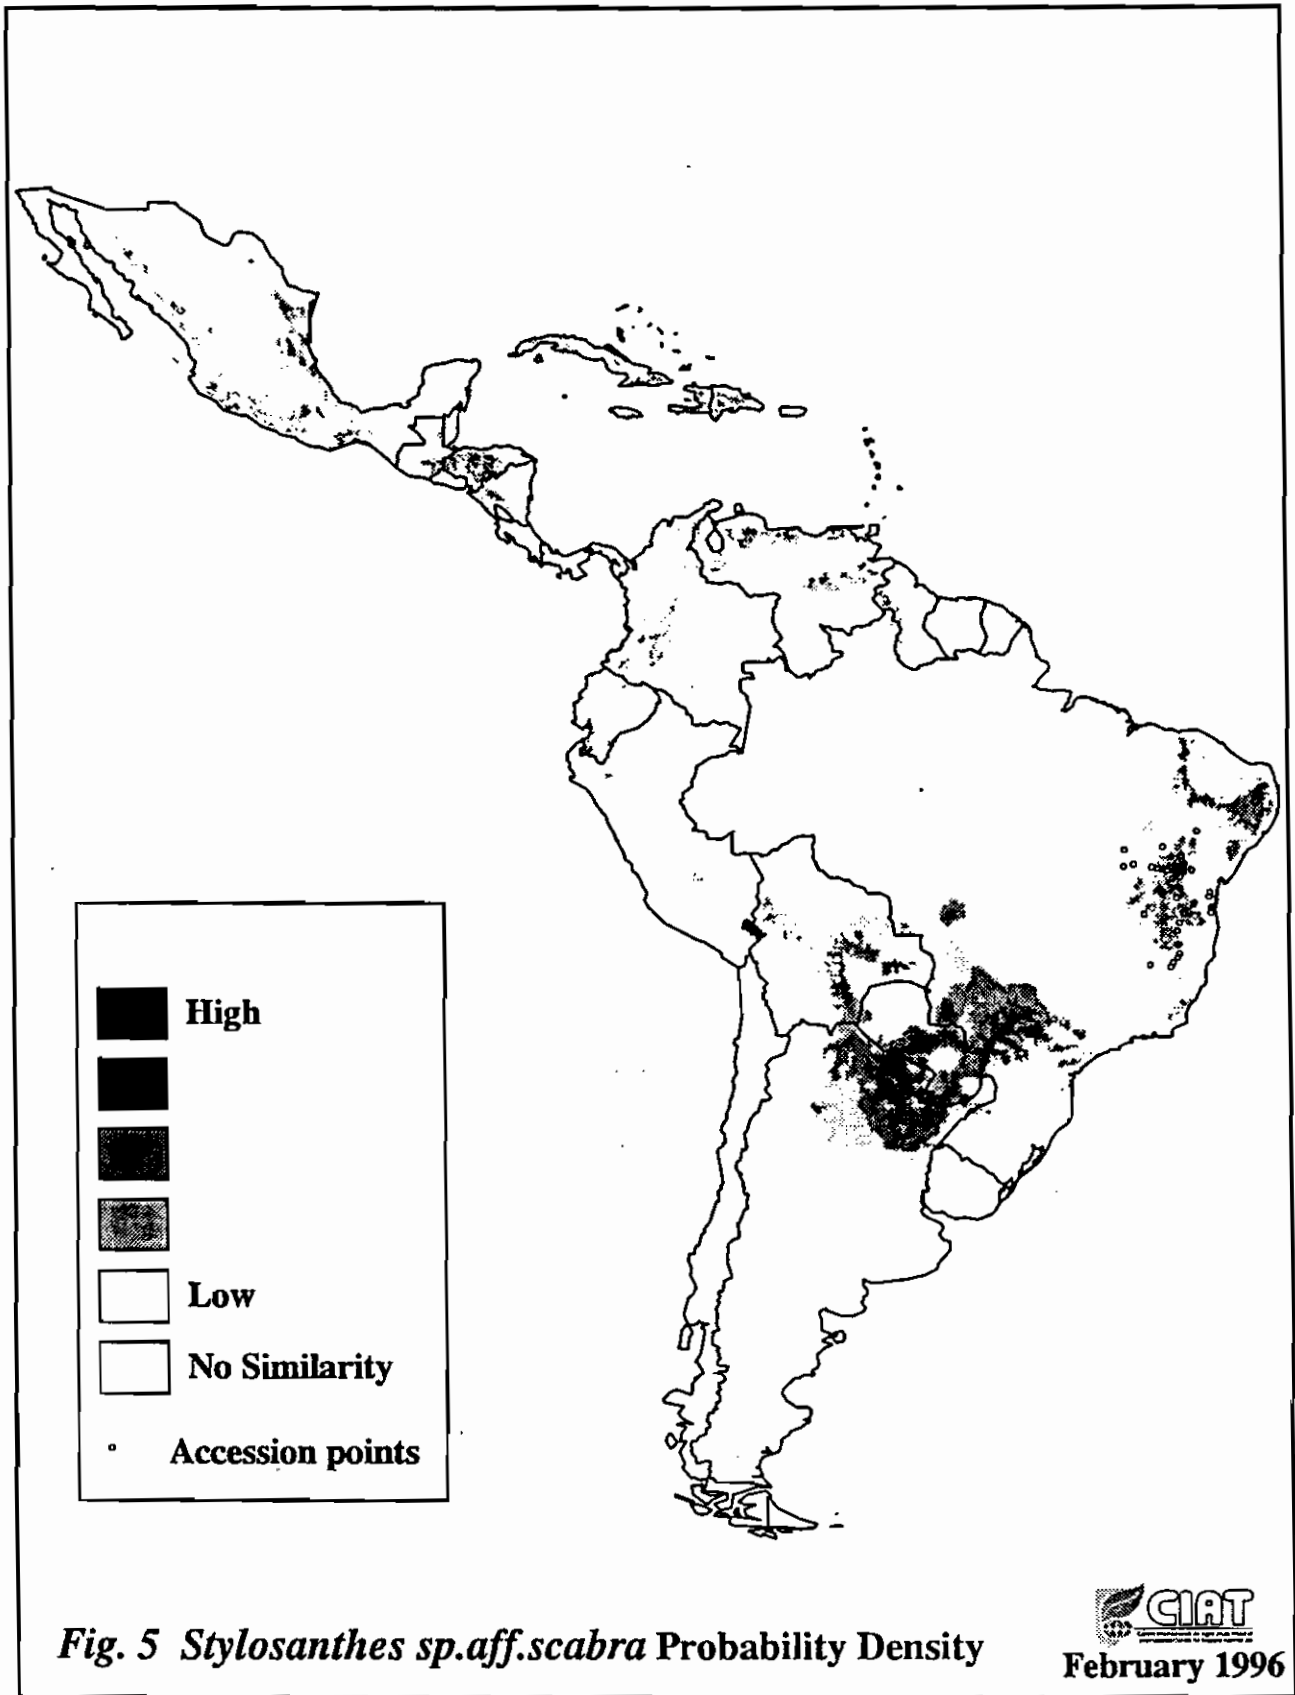 High
Low
No Similarity
Accession points
Fig. 5 Stylosanthes sp.aff.scabra Probability Density
CIAT
February 1996